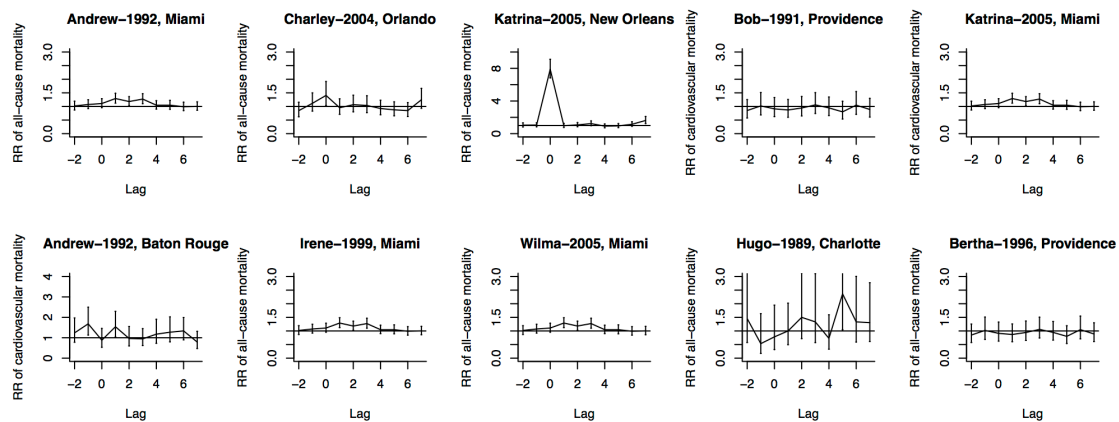 Andrew−1992, Miami
RR of all−cause mortality
0.0 1.5 3.0
−2 0 2 4 6
Lag
Charley−2004, Orlando
RR of all−cause mortality
0.0 1.5 3.0
−2 0 2 4 6
Lag
Katrina−2005, New Orleans
RR of all−cause mortality
0 4 8
−2 0 2 4 6
Lag
Bob−1991, Providence
RR of cardiovascular mortality
0.0 1.5 3.0
−2 0 2 4 6
Lag
Katrina−2005, Miami
RR of all−cause mortality
0.0 1.5 3.0
−2 0 2 4 6
Lag
Andrew−1992, Baton Rouge
RR of cardiovascular mortality
0 1 2 3 4
−2 0 2 4 6
Lag
Irene−1999, Miami
RR of all−cause mortality
0.0 1.5 3.0
−2 0 2 4 6
Lag
Wilma−2005, Miami
RR of all−cause mortality
0.0 1.5 3.0
−2 0 2 4 6
Lag
Hugo−1989, Charlotte
RR of cardiovascular mortality
0.0 1.5 3.0
−2 0 2 4 6
Lag
Bertha−1996, Providence
RR of all−cause mortality
0.0 1.5 3.0
−2 0 2 4 6
Lag